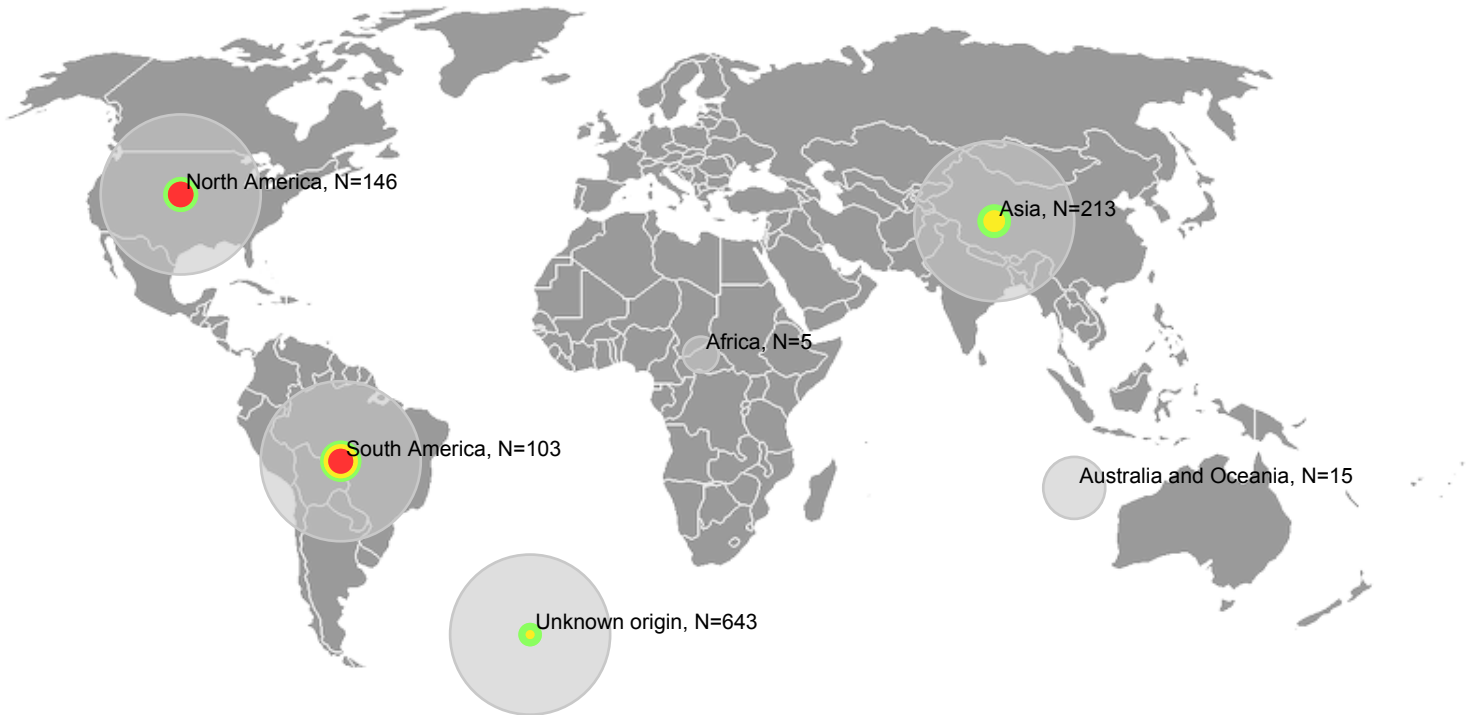 North America, N=146
Asia, N=213
Africa, N=5
South America, N=103
Australia and Oceania, N=15
Unknown origin, N=643